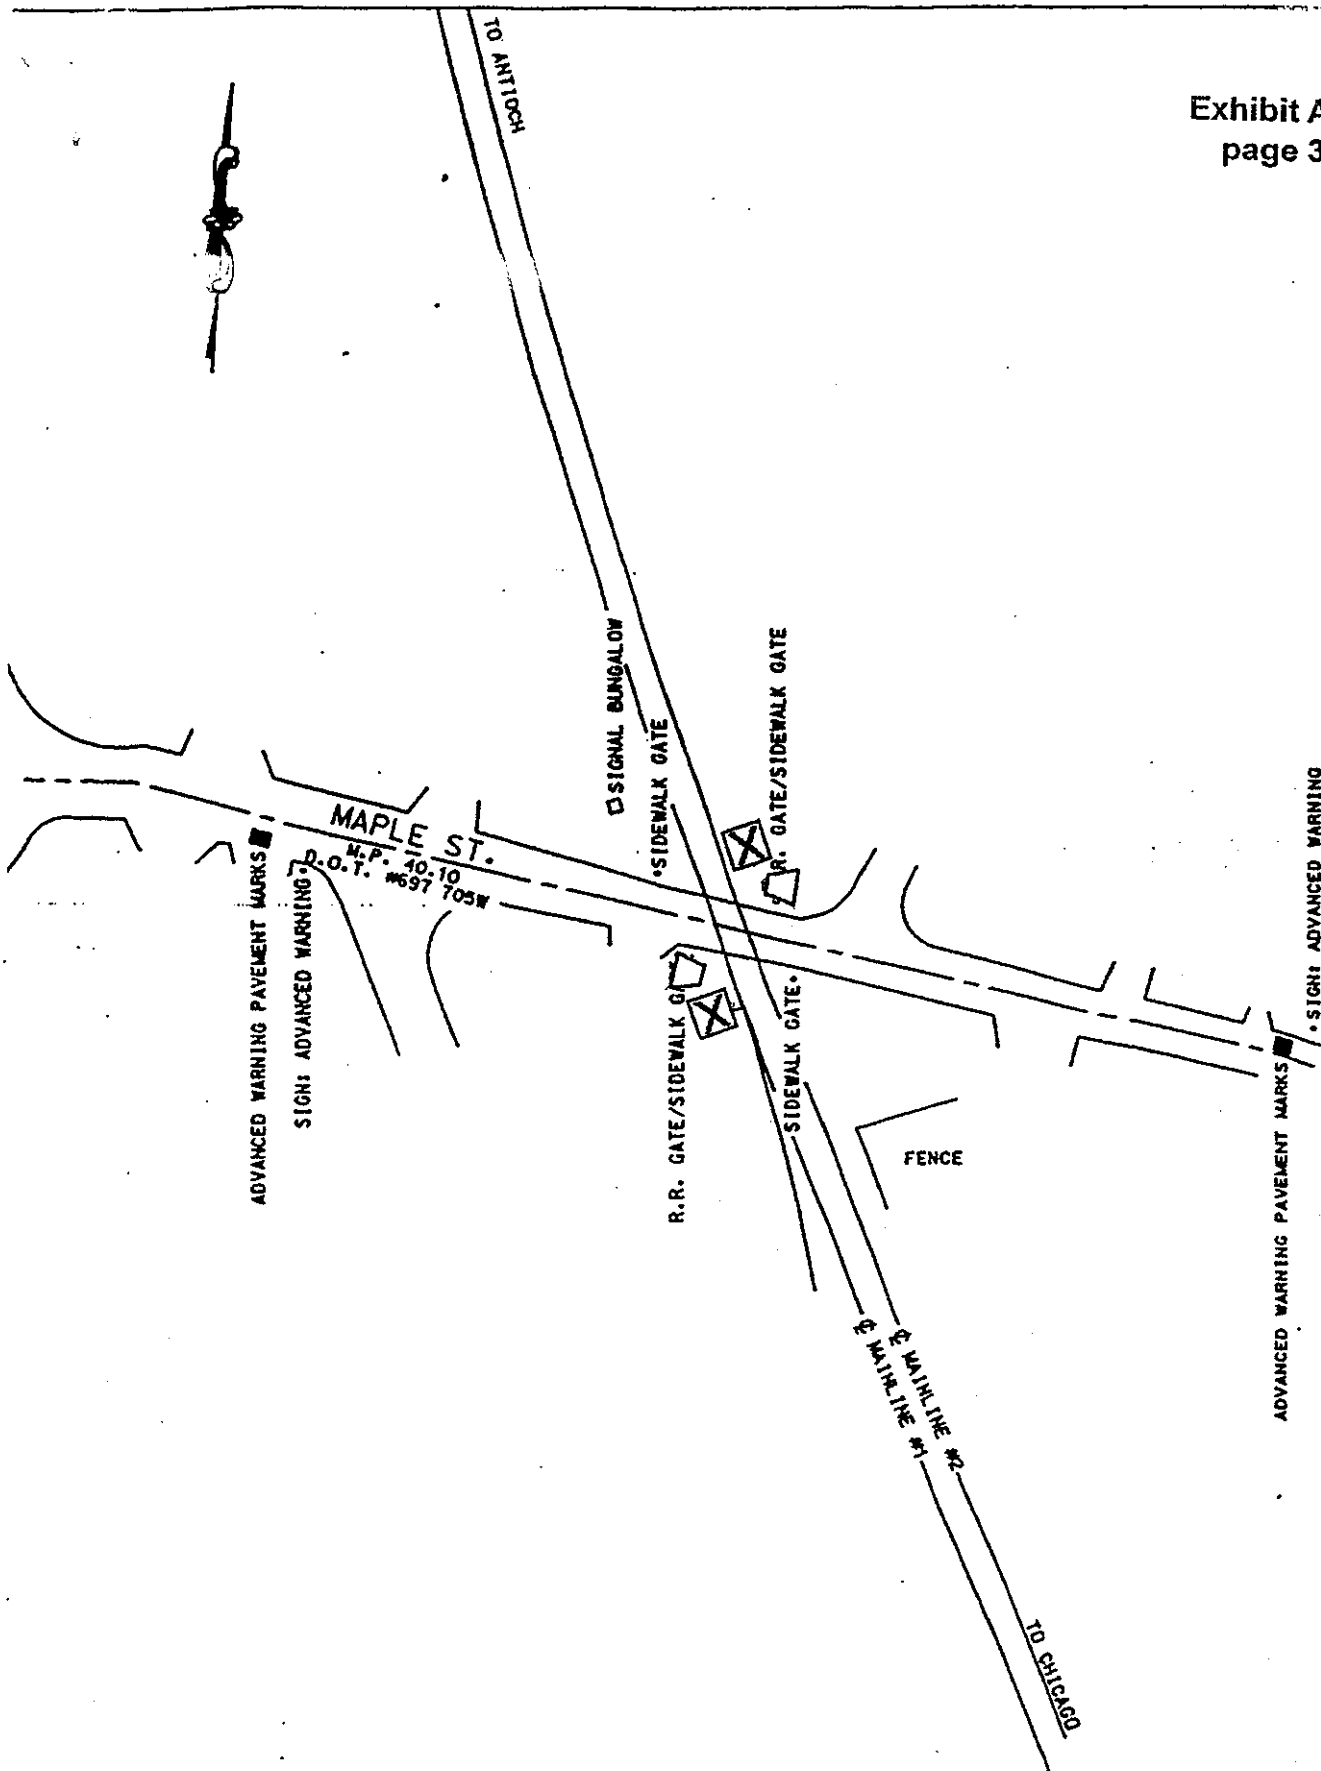 Exhibit A
page 3
TO ANTIOCH
SIGNAL BUNGALOW
SIDEWALK GATE
R. GATE/SIDEWALK GATE
MAPLE ST.
M.P. 40.10
D.O.T. #697 705W
ADVANCED WARNING PAVEMENT MARKS
SIGN: ADVANCED WARNING
R.R. GATE/SIDEWALK G
SIDEWALK GATE
FENCE
SIGN: ADVANCED WARNING
ADVANCED WARNING PAVEMENT MARKS
℄ MAINLINE #1
℄ MAINLINE #2
TO CHICAGO